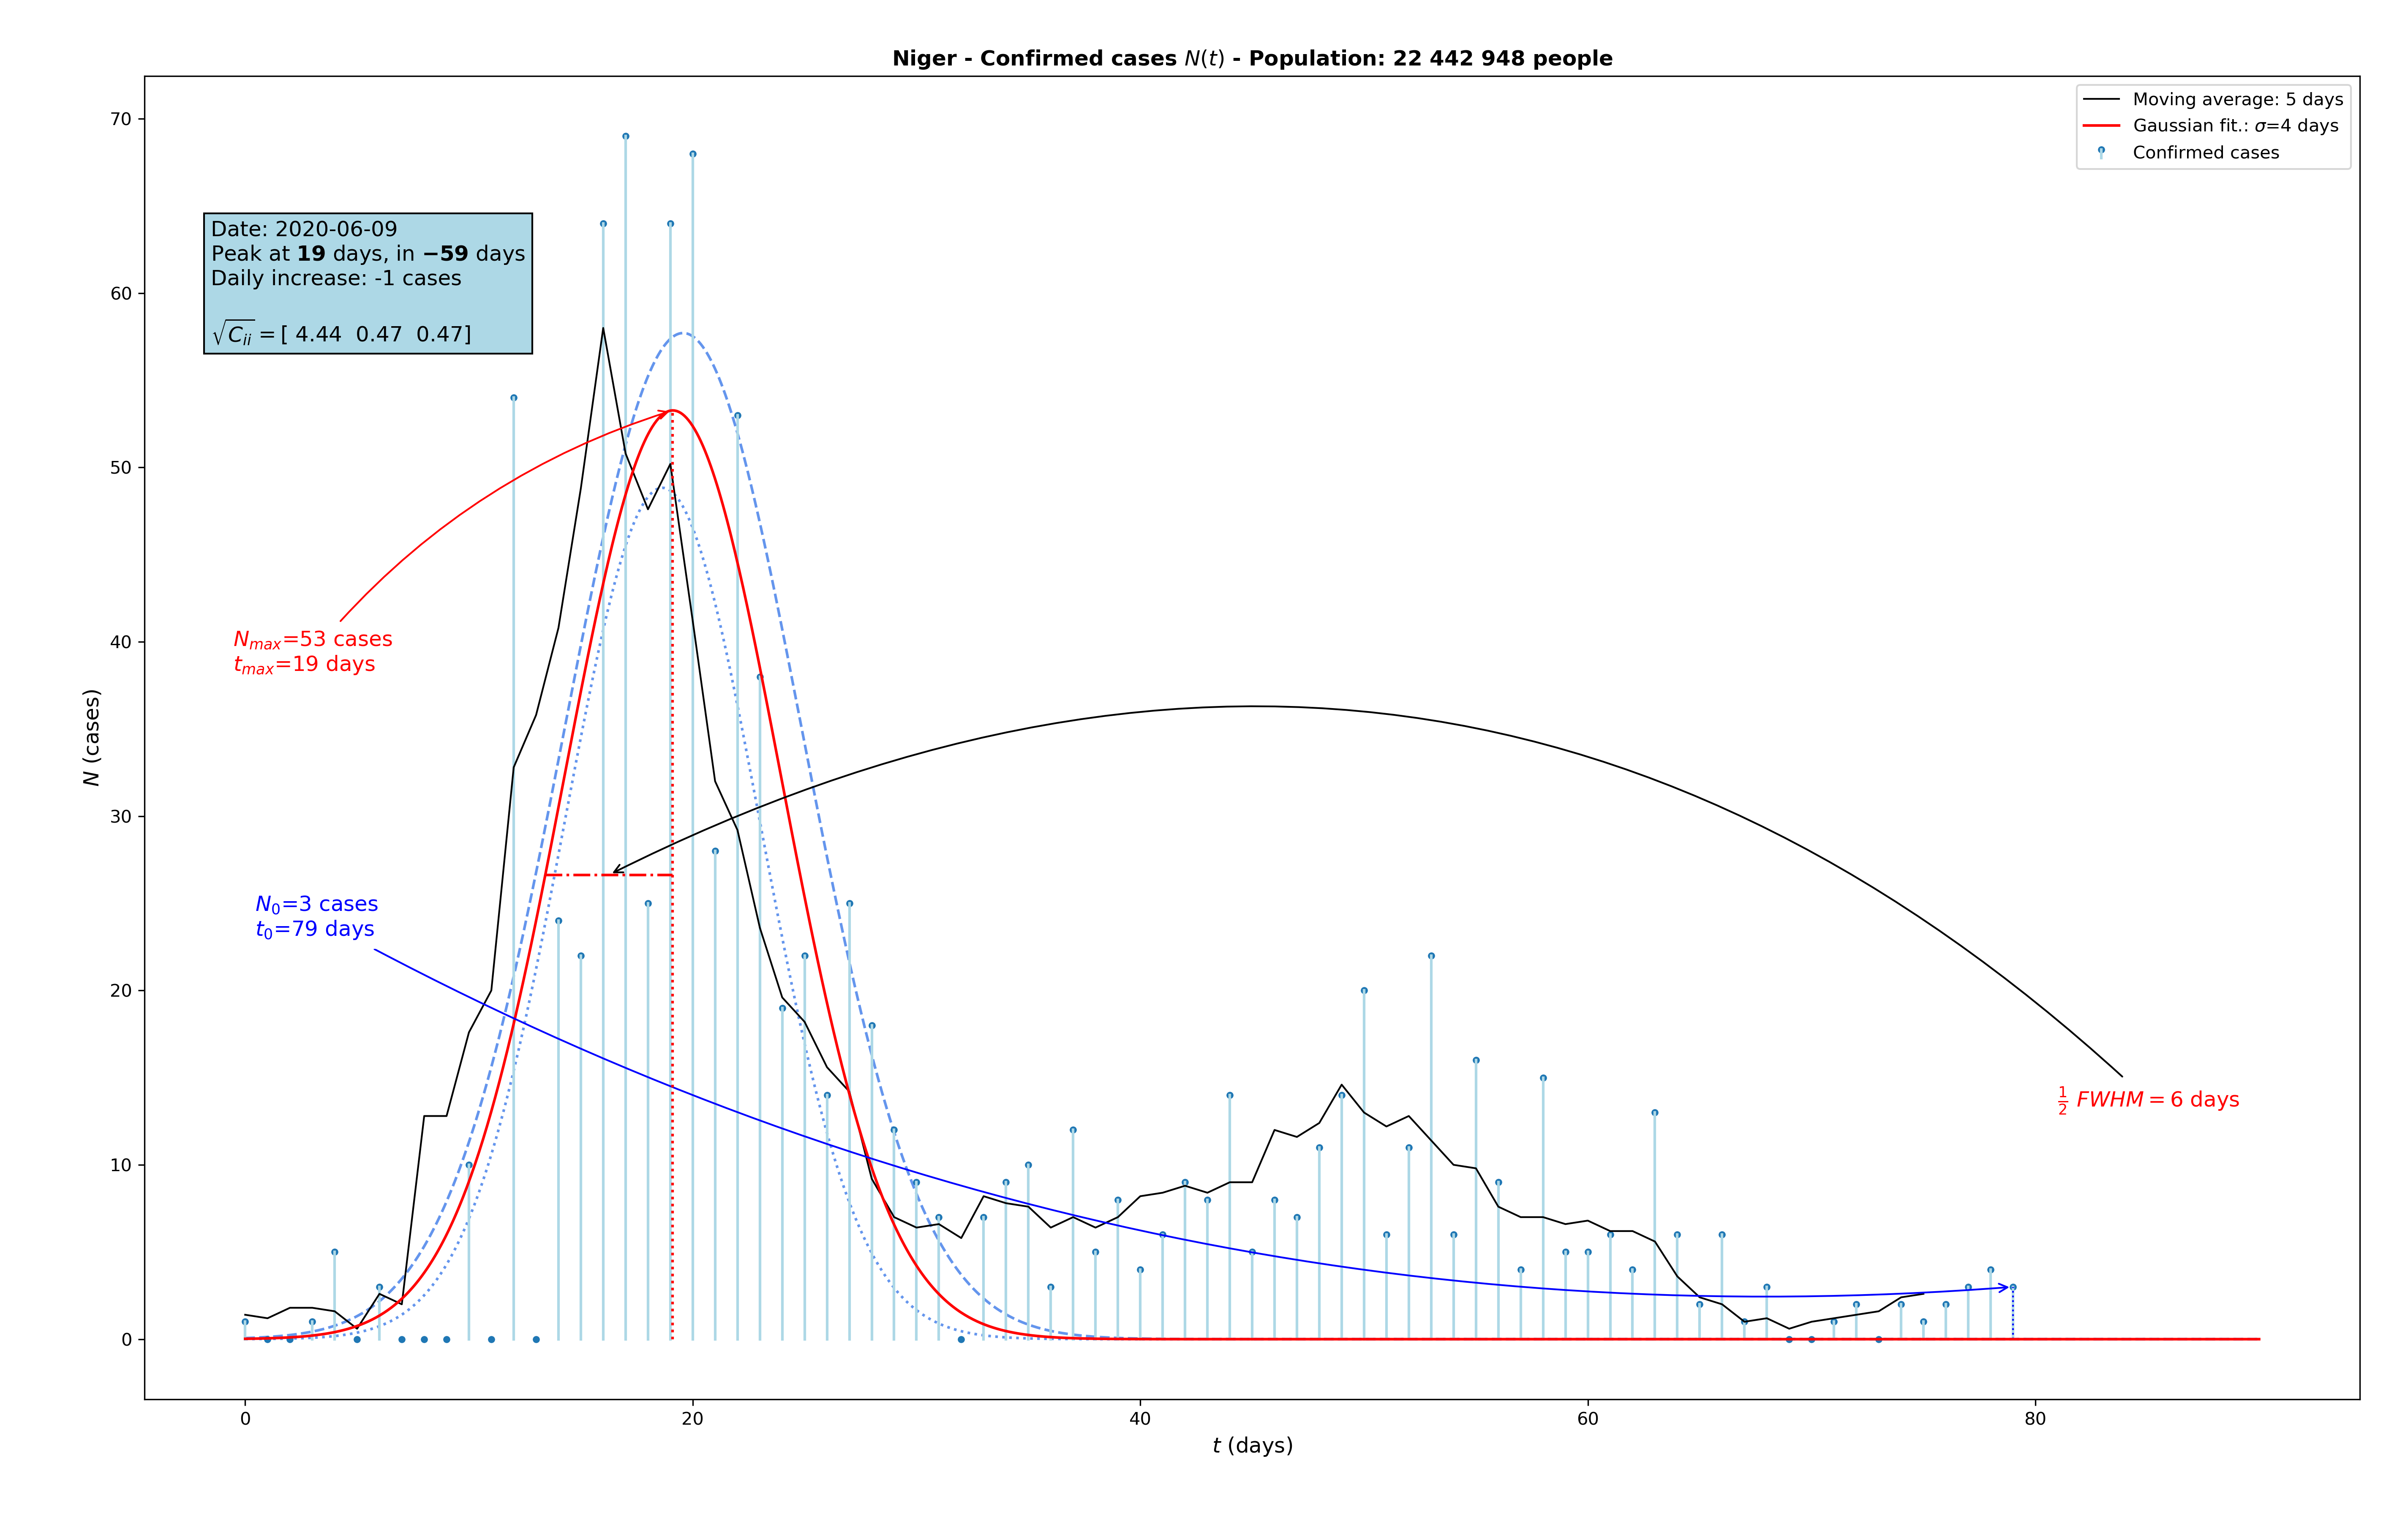 Niger - Confirmed cases N(t) - Population: 22 442 948 people
Moving average: 5 days
Gaussian fit.: σ=4 days
Confirmed cases
Date: 2020-06-09
Peak at 19 days, in −59 days
Daily increase: -1 cases
√Cᵢᵢ = [ 4.44 0.47 0.47]
N_max=53 cases
t_max=19 days
N₀=3 cases
t₀=79 days
½ FWHM = 6 days
N (cases)
70
60
50
40
30
20
10
0
0 20 40 60 80
t (days)